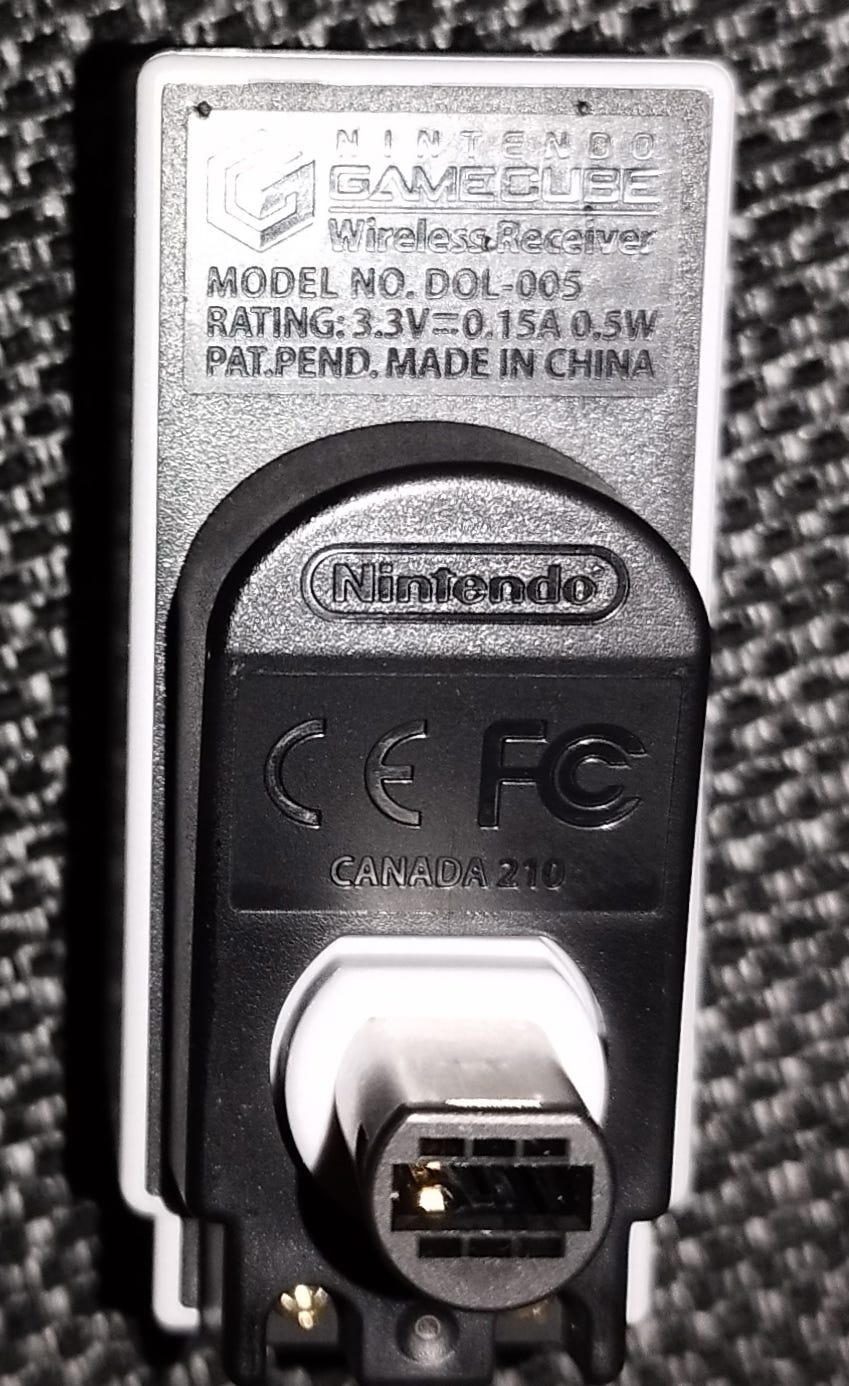 NINTENDO
GAMECUBE
Wireless Receiver
MODEL NO. DOL-005
RATING: 3.3V⎓0.15A 0.5W
PAT.PEND. MADE IN CHINA
Nintendo
CE FC
CANADA 210